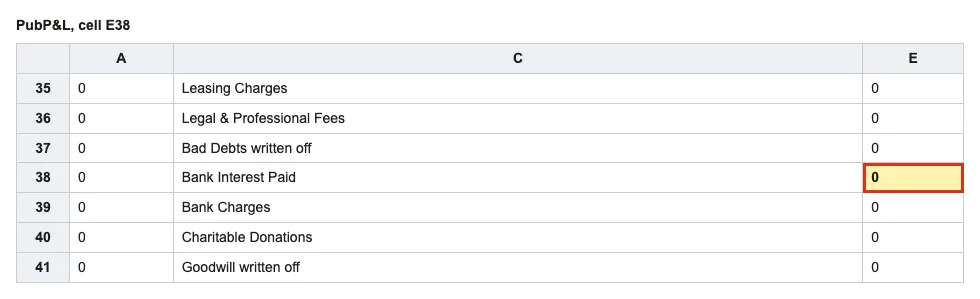 PubP&L, cell E38
A C E
35 0 Leasing Charges 0
36 0 Legal & Professional Fees 0
37 0 Bad Debts written off 0
38 0 Bank Interest Paid 0
39 0 Bank Charges 0
40 0 Charitable Donations 0
41 0 Goodwill written off 0